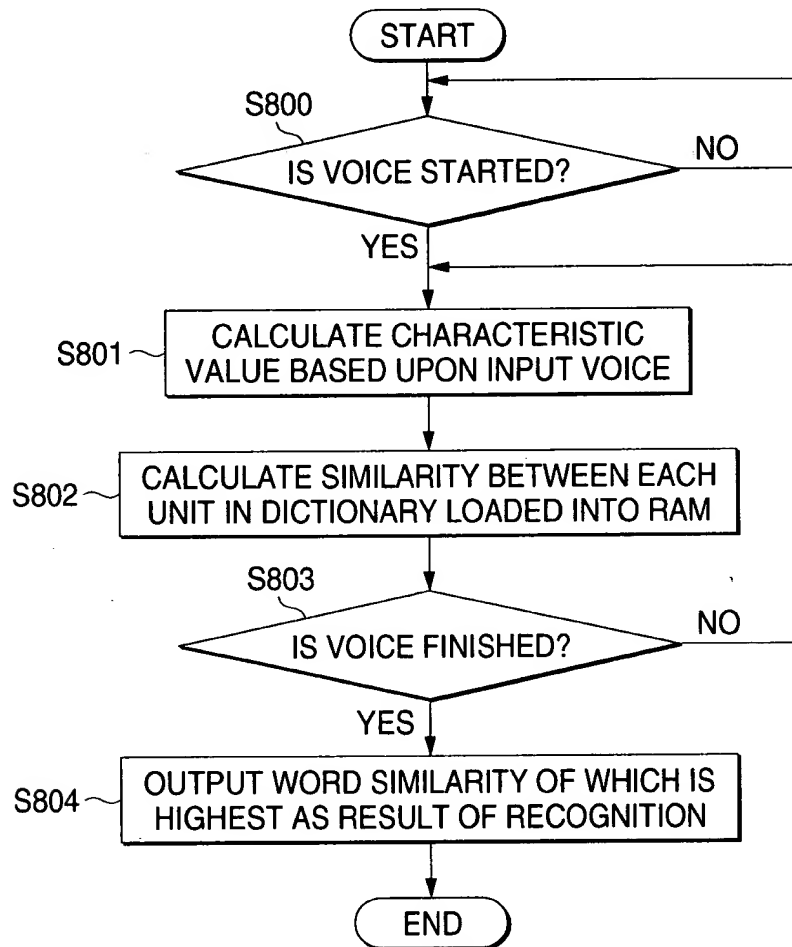 START
S800
IS VOICE STARTED?
NO
YES
S801
CALCULATE CHARACTERISTIC
VALUE BASED UPON INPUT VOICE
S802
CALCULATE SIMILARITY BETWEEN EACH
UNIT IN DICTIONARY LOADED INTO RAM
S803
IS VOICE FINISHED?
NO
YES
S804
OUTPUT WORD SIMILARITY OF WHICH IS
HIGHEST AS RESULT OF RECOGNITION
END